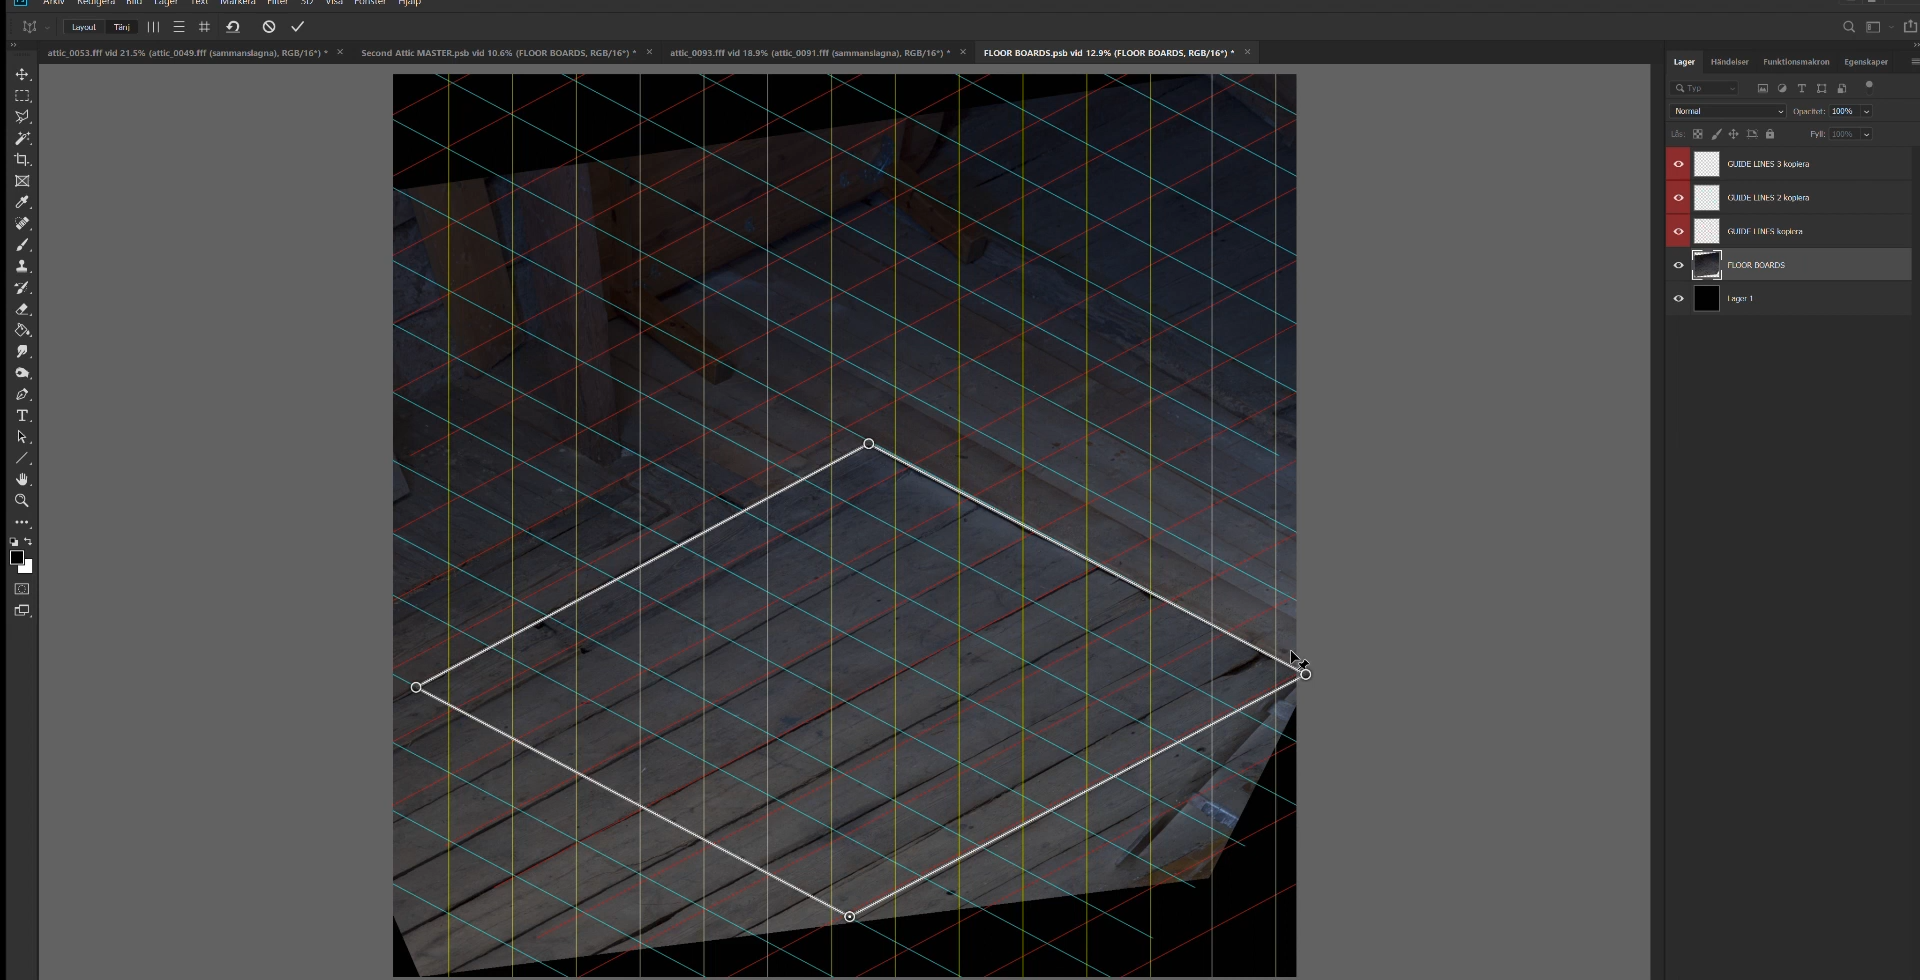 Arkiv Redigera Bild Lager Text Markera Filter 3D Visa Fönster Hjälp
Layout Tänj
attic_0053.fff vid 21.5% (attic_0049.fff (sammanslagna), RGB/16*) *
Second Attic MASTER.psb vid 10.6% (FLOOR BOARDS, RGB/16*) *
attic_0093.fff vid 18.9% (attic_0091.fff (sammanslagna), RGB/16*) *
FLOOR BOARDS.psb vid 12.9% (FLOOR BOARDS, RGB/16*) *
Lager Händelser Funktionsmakron Egenskaper
Typ
Normal Opacitet: 100%
Lås: Fyll: 100%
GUIDE LINES 3 kopiera
GUIDE LINES 2 kopiera
GUIDE LINES kopiera
FLOOR BOARDS
Lager 1